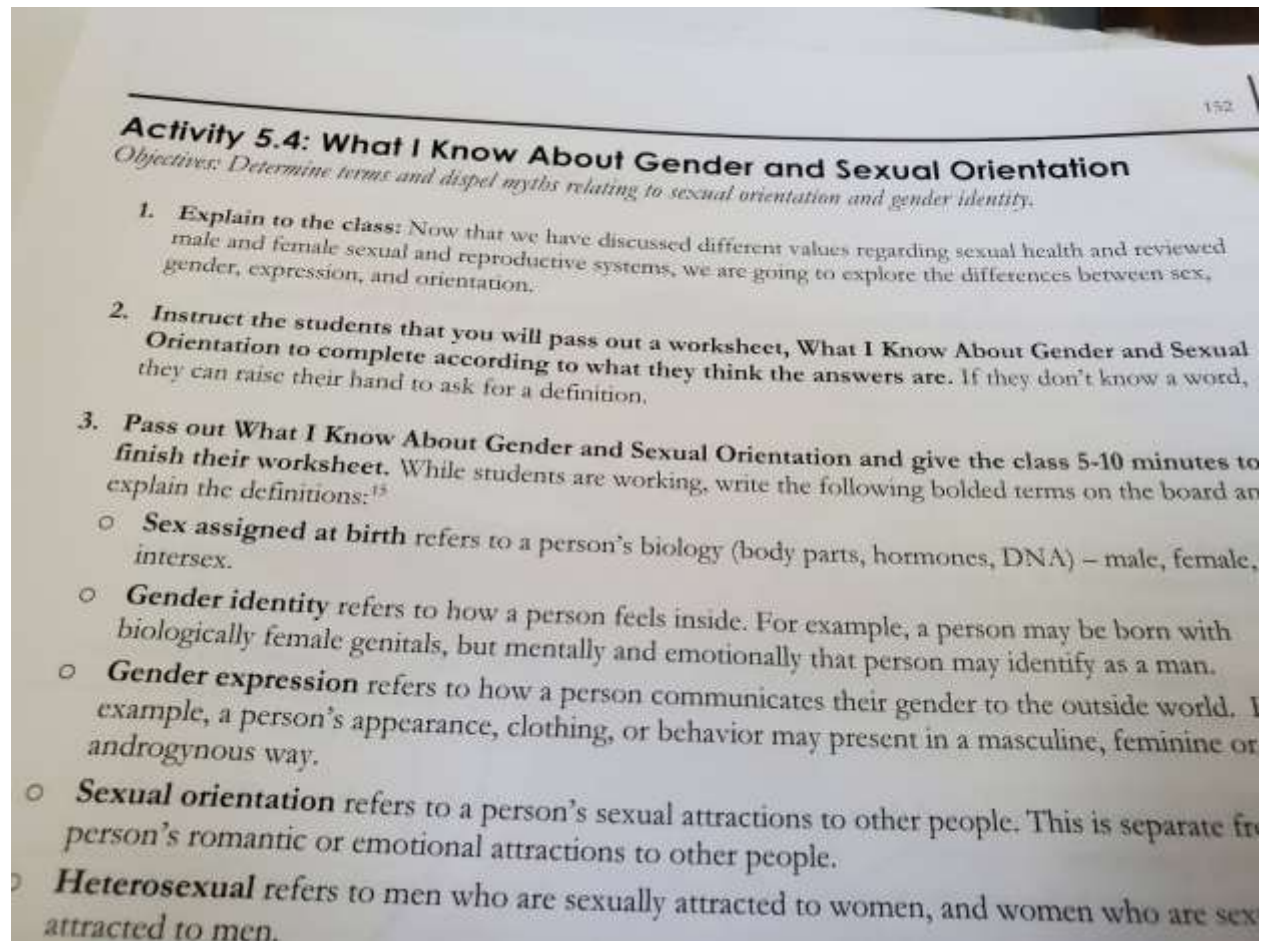 152
Activity 5.4: What I Know About Gender and Sexual Orientation
Objectives: Determine terms and dispel myths relating to sexual orientation and gender identity.
1. Explain to the class: Now that we have discussed different values regarding sexual health and reviewed
male and female sexual and reproductive systems, we are going to explore the differences between sex,
gender, expression, and orientation.
2. Instruct the students that you will pass out a worksheet, What I Know About Gender and Sexual
Orientation to complete according to what they think the answers are. If they don't know a word,
they can raise their hand to ask for a definition.
3. Pass out What I Know About Gender and Sexual Orientation and give the class 5-10 minutes to
finish their worksheet. While students are working, write the following bolded terms on the board
explain the definitions:15
o Sex assigned at birth refers to a person's biology (body parts, hormones, DNA) – male, female,
intersex.
o Gender identity refers to how a person feels inside. For example, a person may be born with
biologically female genitals, but mentally and emotionally that person may identify as a man.
o Gender expression refers to how a person communicates their gender to the outside world.
example, a person's appearance, clothing, or behavior may present in a masculine, feminine or
androgynous way.
o Sexual orientation refers to a person's sexual attractions to other people. This is separate
person's romantic or emotional attractions to other people.
o Heterosexual refers to men who are sexually attracted to women, and women who are
attracted to men.